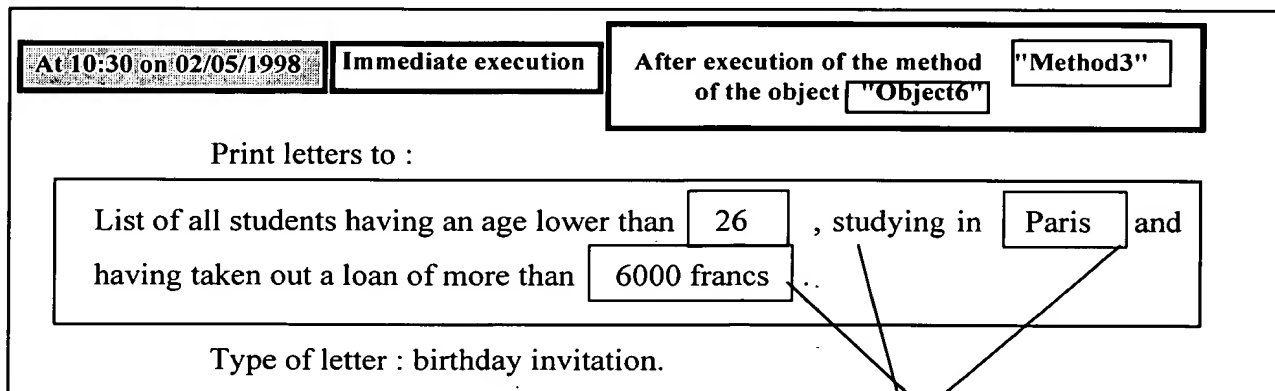 At 10:30 on 02/05/1998 Immediate execution After execution of the method "Method3"
of the object "Object6"
Print letters to :
List of all students having an age lower than 26 , studying in Paris and
having taken out a loan of more than 6000 francs ..
Type of letter : birthday invitation.